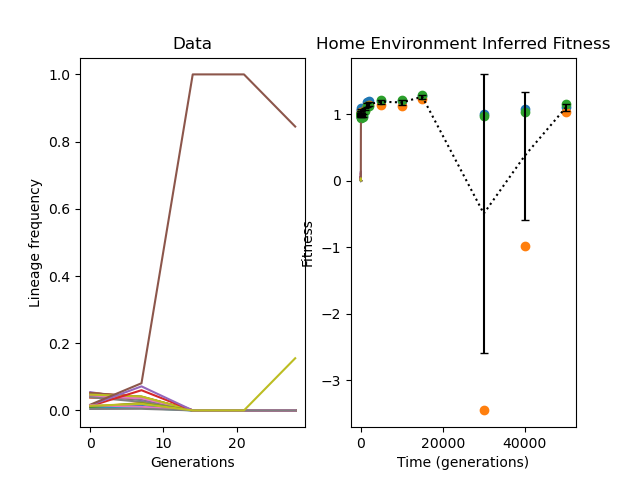 Data
Home Environment Inferred Fitness
Lineage frequency
1.0
0.8
0.6
0.4
0.2
0.0
0
10
20
Generations
Fitness
1
0
−1
−2
−3
0
20000
40000
Time (generations)